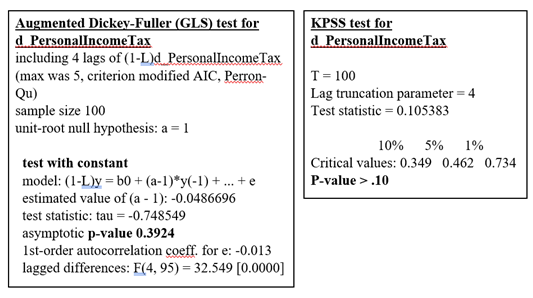 Augmented Dickey-Fuller (GLS) test for
d_PersonalIncomeTax
including 4 lags of (1-L)d_PersonalIncomeTax
(max was 5, criterion modified AIC, Perron-
Qu)
sample size 100
unit-root null hypothesis: a = 1
test with constant
model: (1-L)y = b0 + (a-1)*y(-1) + ... + e
estimated value of (a - 1): -0.0486696
test statistic: tau = -0.748549
asymptotic p-value 0.3924
1st-order autocorrelation coeff. for e: -0.013
lagged differences: F(4, 95) = 32.549 [0.0000]
KPSS test for
d_PersonalIncomeTax
T = 100
Lag truncation parameter = 4
Test statistic = 0.105383
10% 5% 1%
Critical values: 0.349 0.462 0.734
P-value > .10